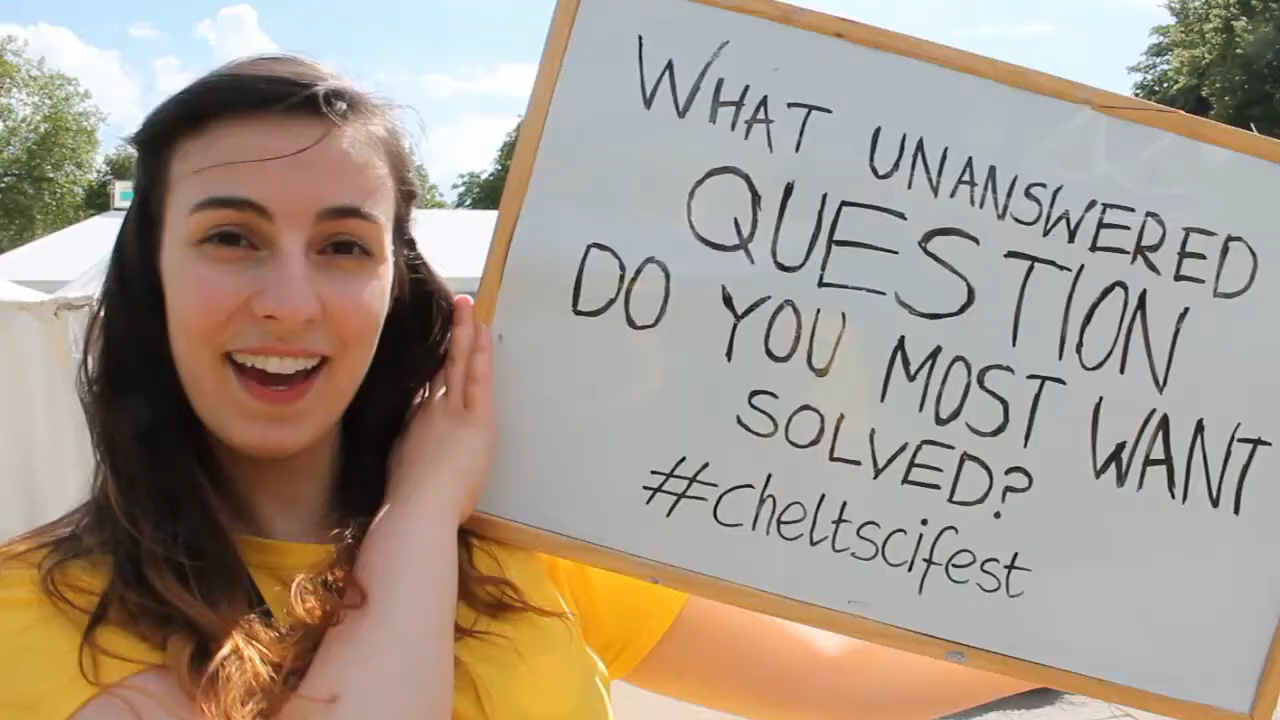 WHAT UNANSWERED
QUESTION
DO YOU MOST WANT
SOLVED?
#cheltscifest